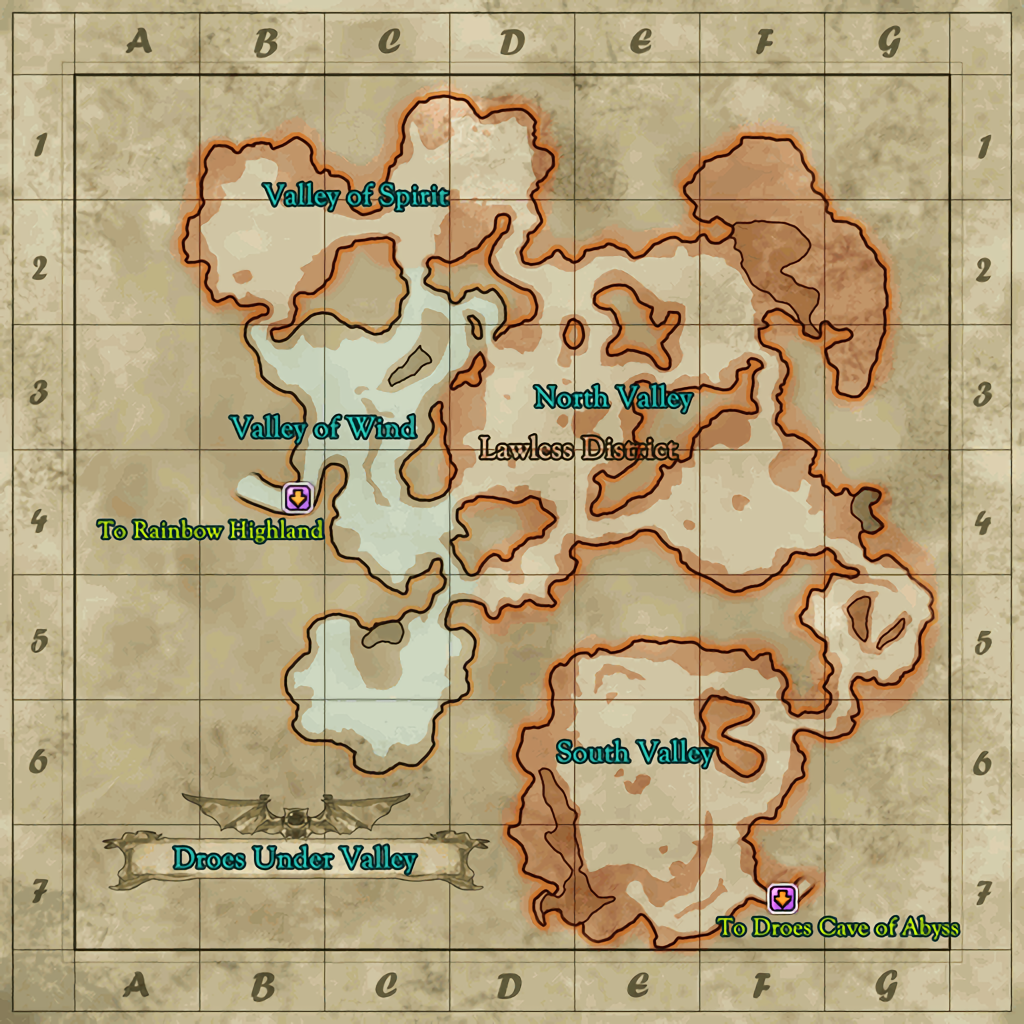 A B C D E F G
1 1
Valley of Spirit
2 2
3 3
North Valley
Valley of Wind
Lawless District
4 4
To Rainbow Highland
5 5
South Valley
6 6
Droes Under Valley
7 7
To Droes Cave of Abyss
A B C D E F G